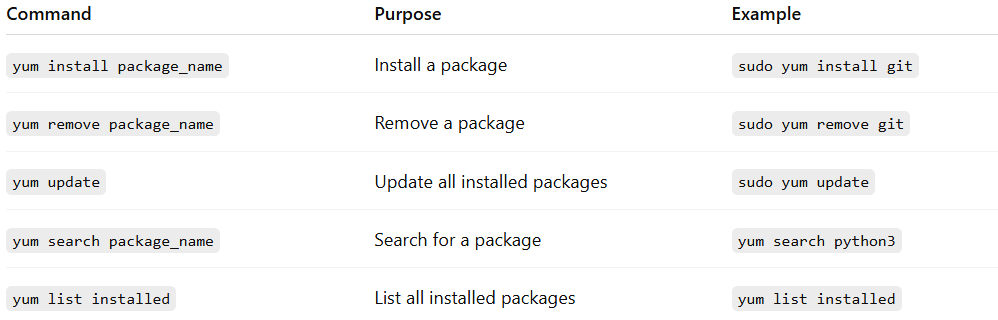 Command Purpose Example
yum install package_name Install a package sudo yum install git
yum remove package_name Remove a package sudo yum remove git
yum update Update all installed packages sudo yum update
yum search package_name Search for a package yum search python3
yum list installed List all installed packages yum list installed